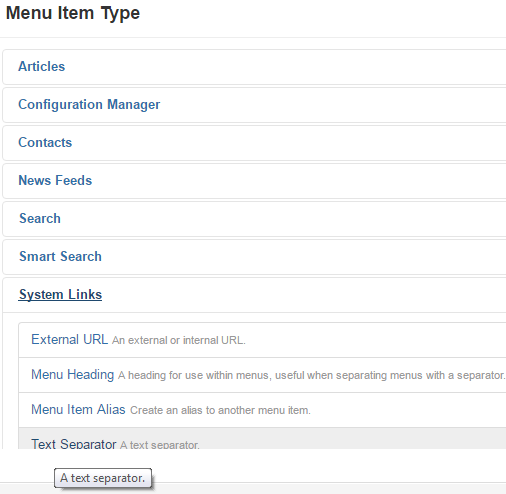 Menu Item Type
Articles
Configuration Manager
Contacts
News Feeds
Search
Smart Search
System Links
External URL An external or internal URL.
Menu Heading A heading for use within menus, useful when separating menus with a separator.
Menu Item Alias Create an alias to another menu item.
Text Separator A text separator.
A text separator.